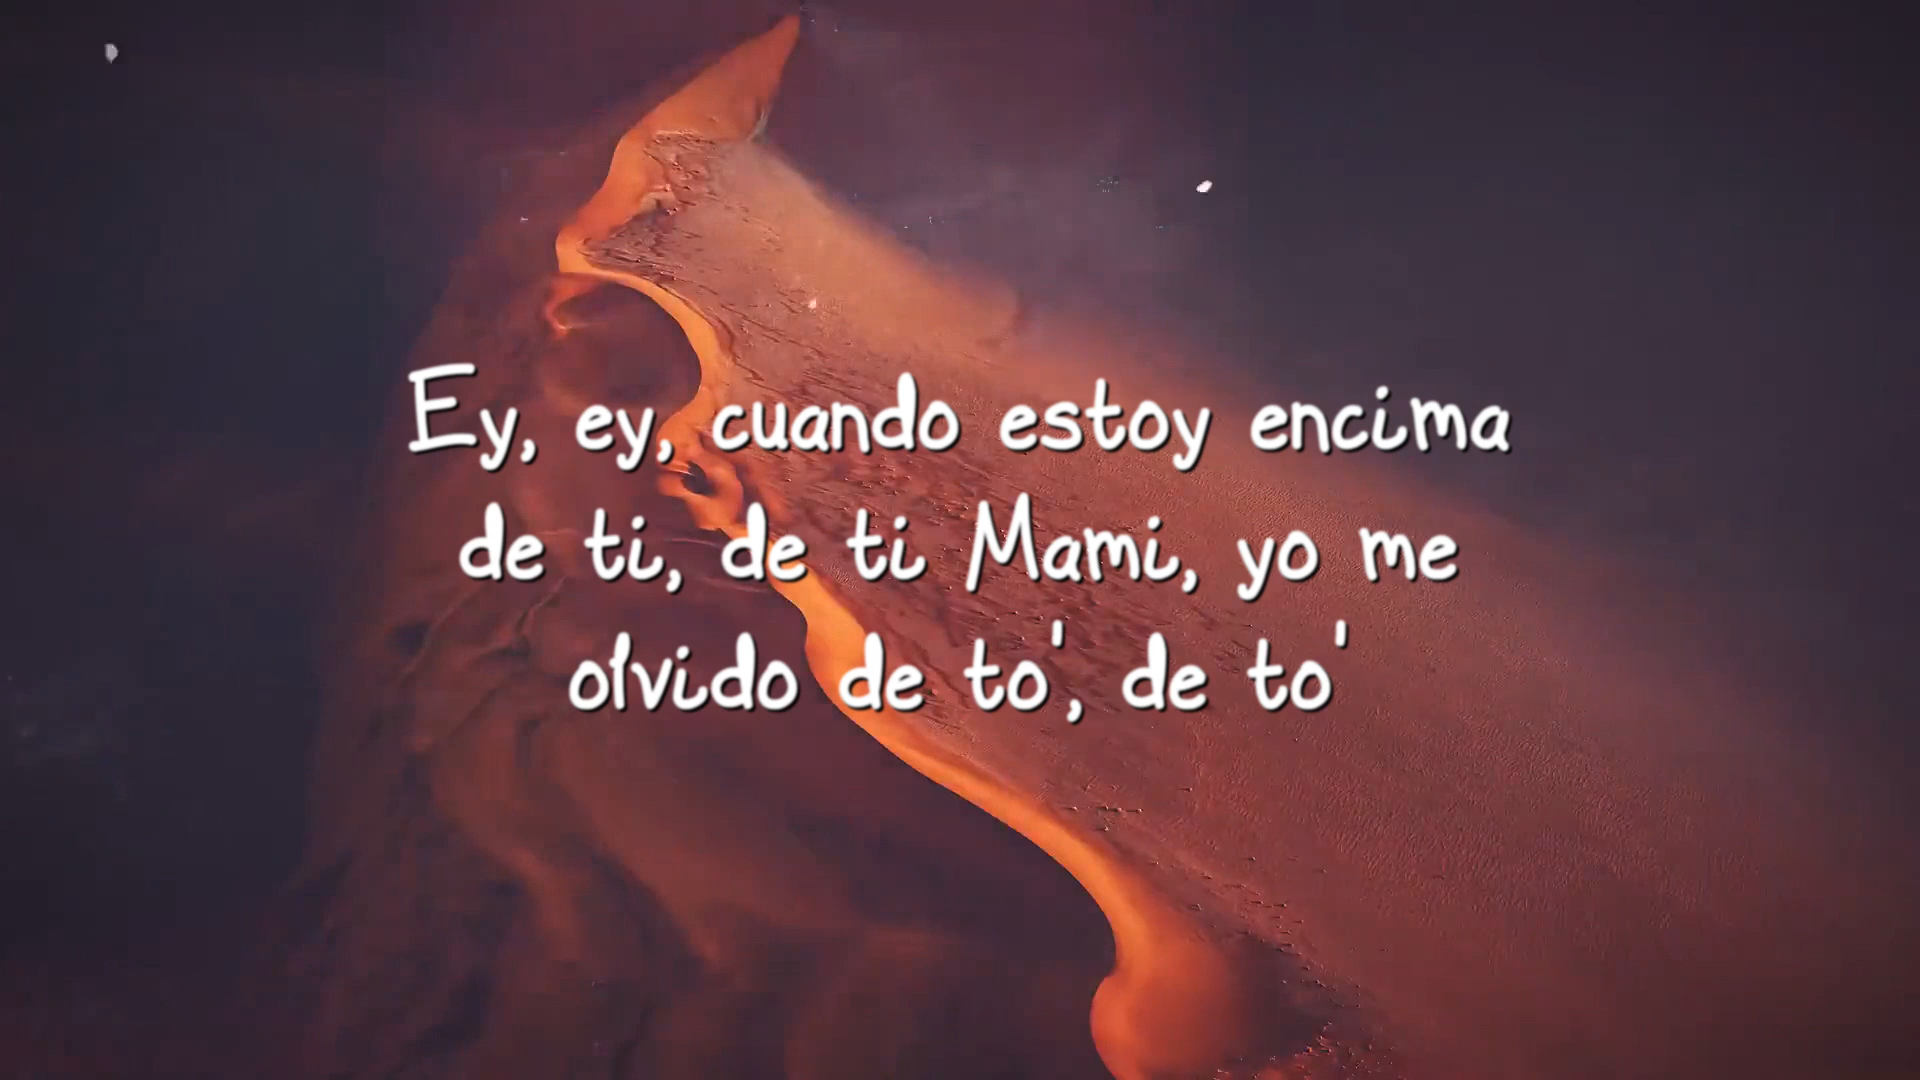 Ey, ey, cuando estoy encima
de ti, de ti Mami, yo me
olvido de to', de to'